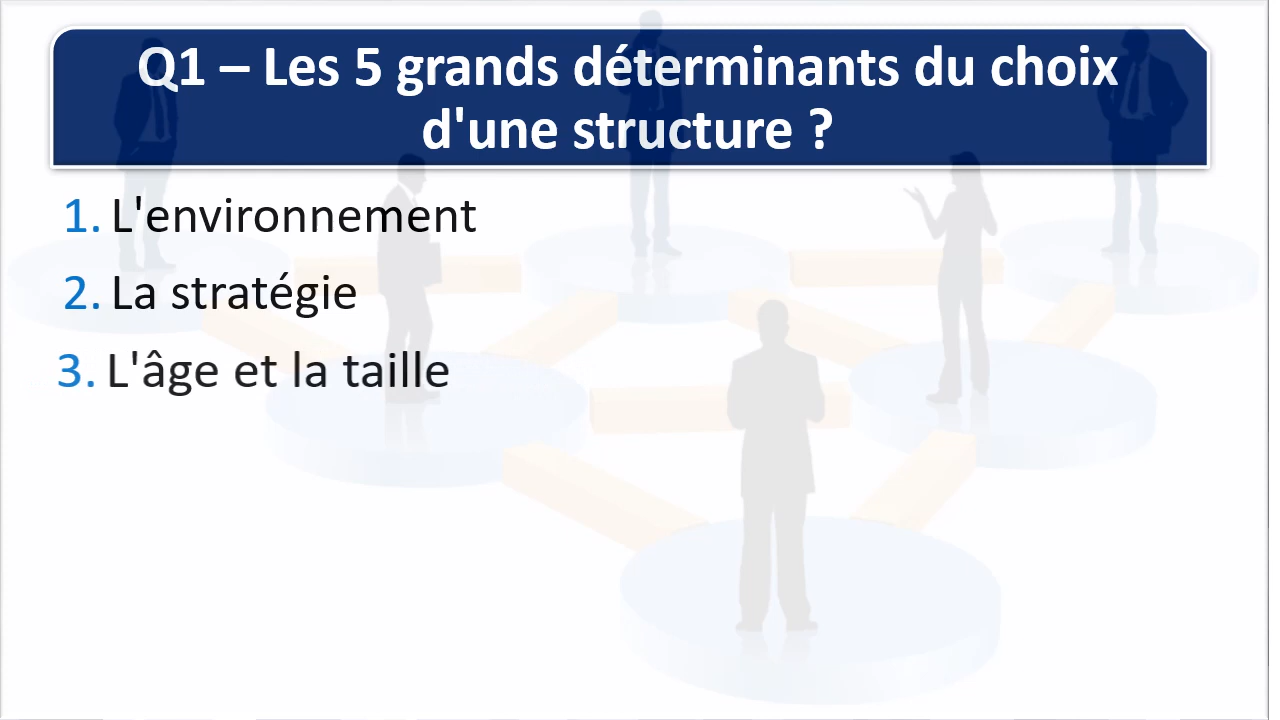 Q1 – Les 5 grands déterminants du choix
d'une structure ?
1. L'environnement
2. La stratégie
3. L'âge et la taille